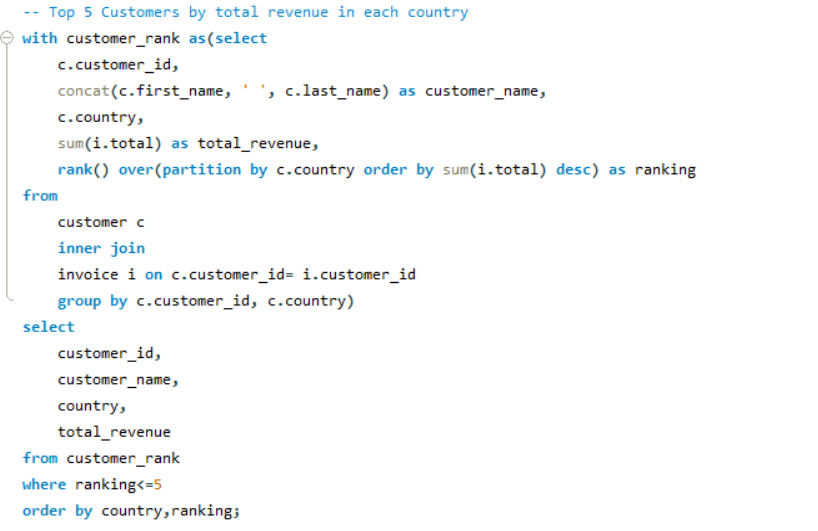 -- Top 5 Customers by total revenue in each country
with customer_rank as(select
c.customer_id,
concat(c.first_name, ' ', c.last_name) as customer_name,
c.country,
sum(i.total) as total_revenue,
rank() over(partition by c.country order by sum(i.total) desc) as ranking
from
customer c
inner join
invoice i on c.customer_id= i.customer_id
group by c.customer_id, c.country)
select
customer_id,
customer_name,
country,
total_revenue
from customer_rank
where ranking<=5
order by country,ranking;